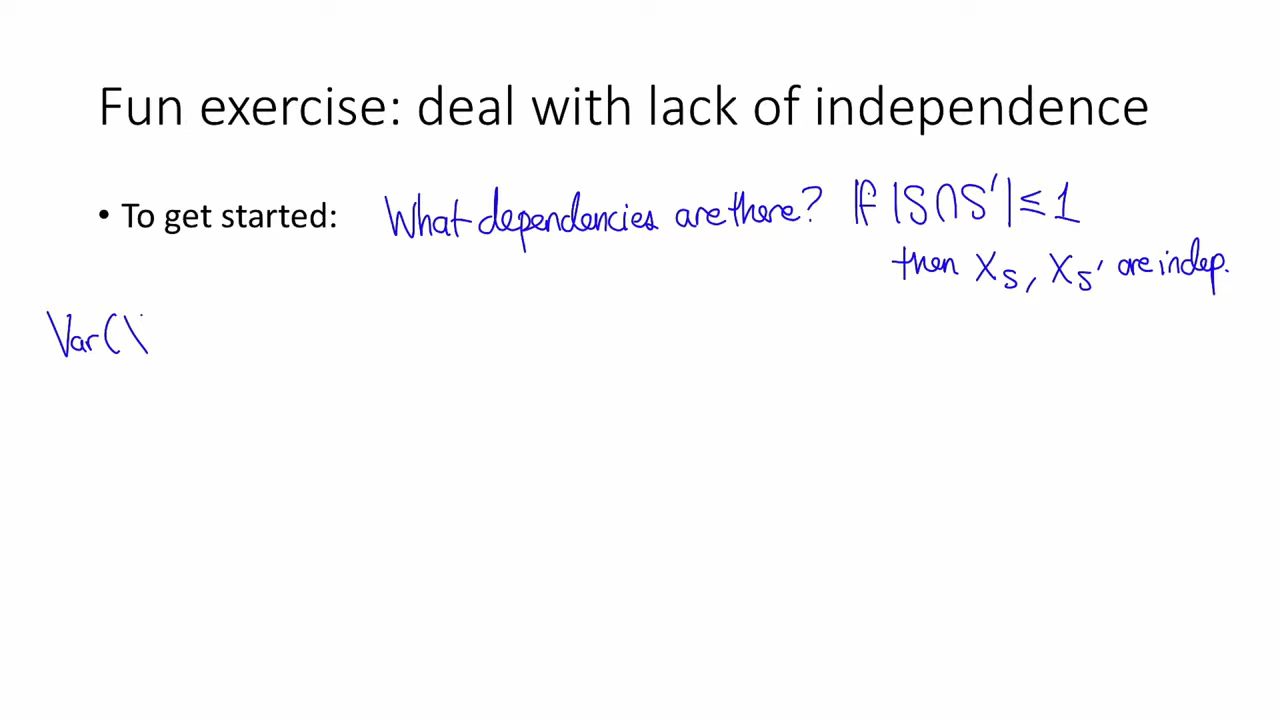 Fun exercise: deal with lack of independence
• To get started: What dependencies are there? If |S∩S'| ≤ 1
then X_S, X_S' are indep.
Var(\